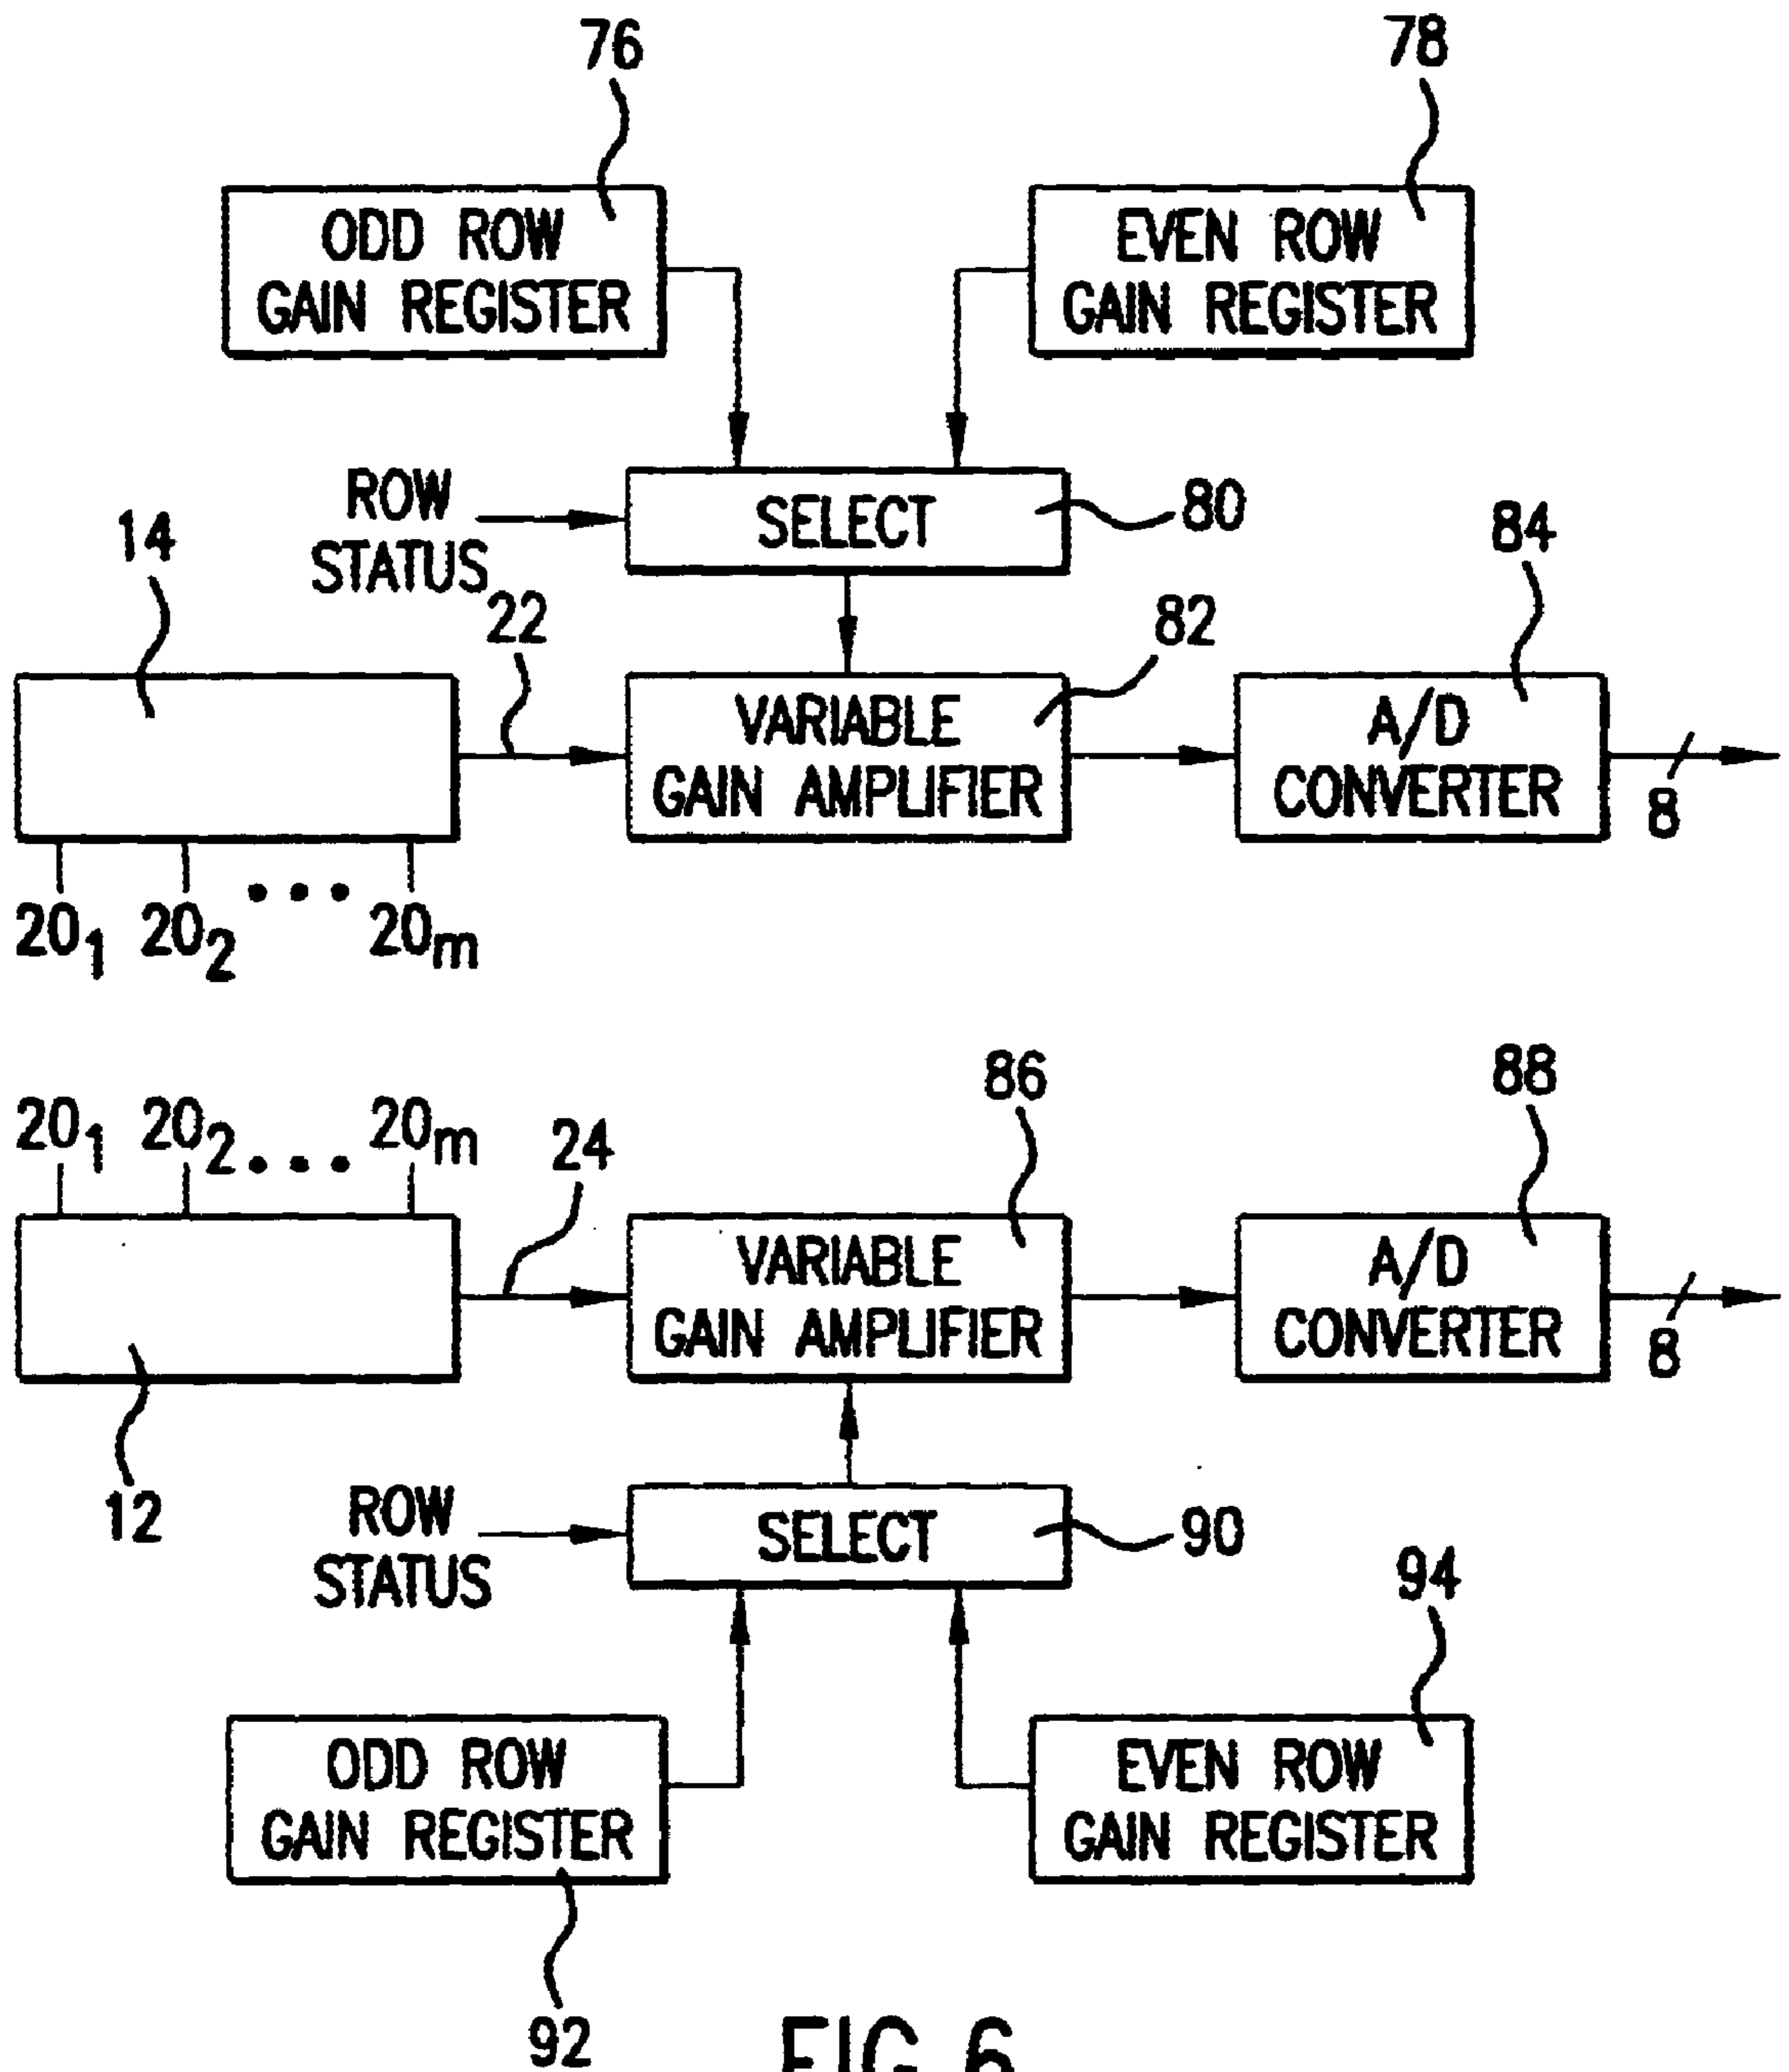 76
78
ODD ROW
GAIN REGISTER
EVEN ROW
GAIN REGISTER
ROW
STATUS
SELECT
80
14
22
82
84
VARIABLE
GAIN AMPLIFIER
A/D
CONVERTER
8
20₁ 20₂ ••• 20ₘ
86
88
20₁ 20₂ ••• 20ₘ
24
VARIABLE
GAIN AMPLIFIER
A/D
CONVERTER
8
12
ROW
STATUS
SELECT
90
94
ODD ROW
GAIN REGISTER
EVEN ROW
GAIN REGISTER
92
FIG 6